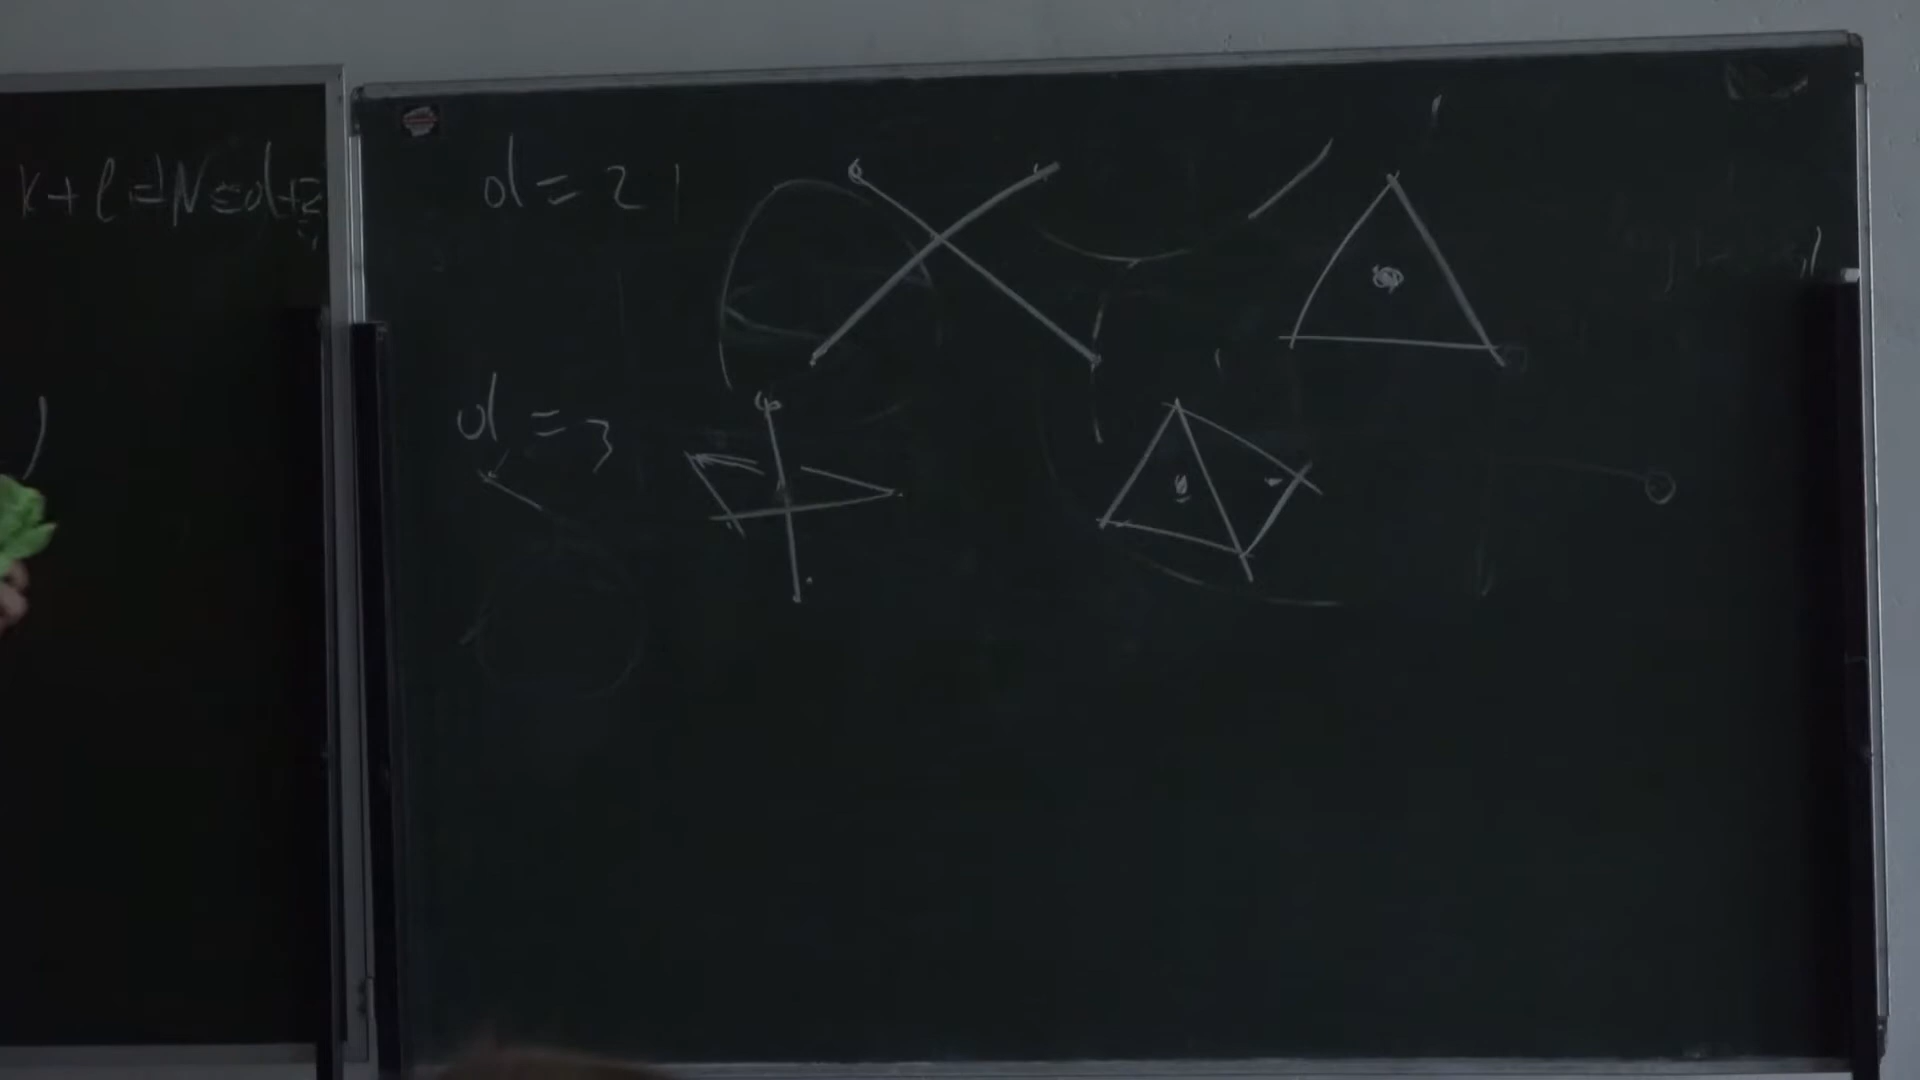 k + l = N ≤ d + 2
d = 2
d = 3